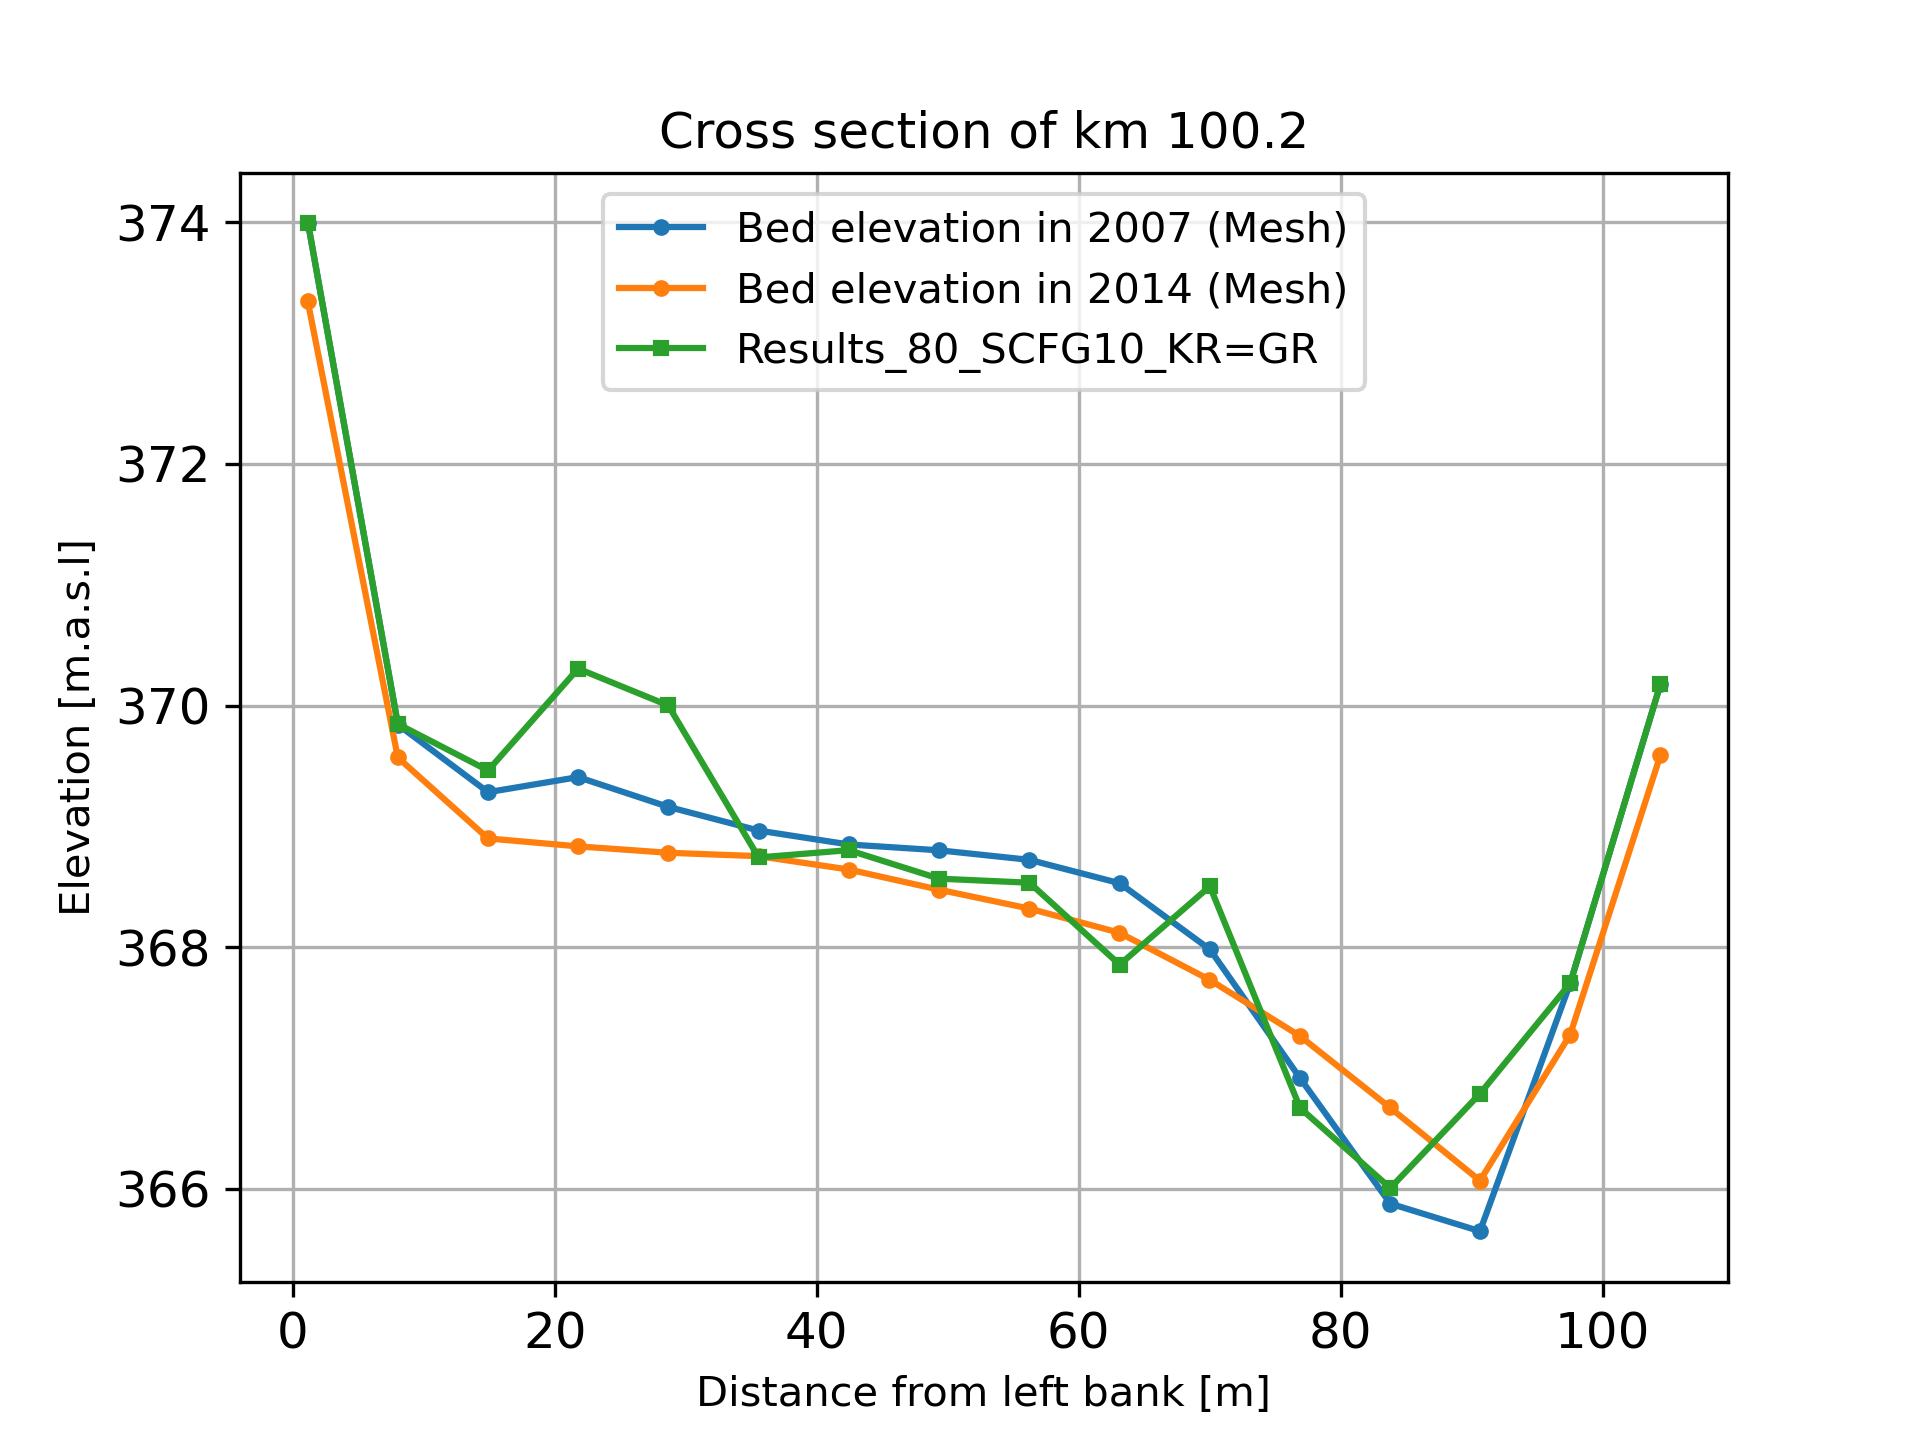 Cross section of km 100.2
Bed elevation in 2007 (Mesh)
Bed elevation in 2014 (Mesh)
Results_80_SCFG10_KR=GR
Elevation [m.a.s.l]
374
372
370
368
366
0 20 40 60 80 100
Distance from left bank [m]